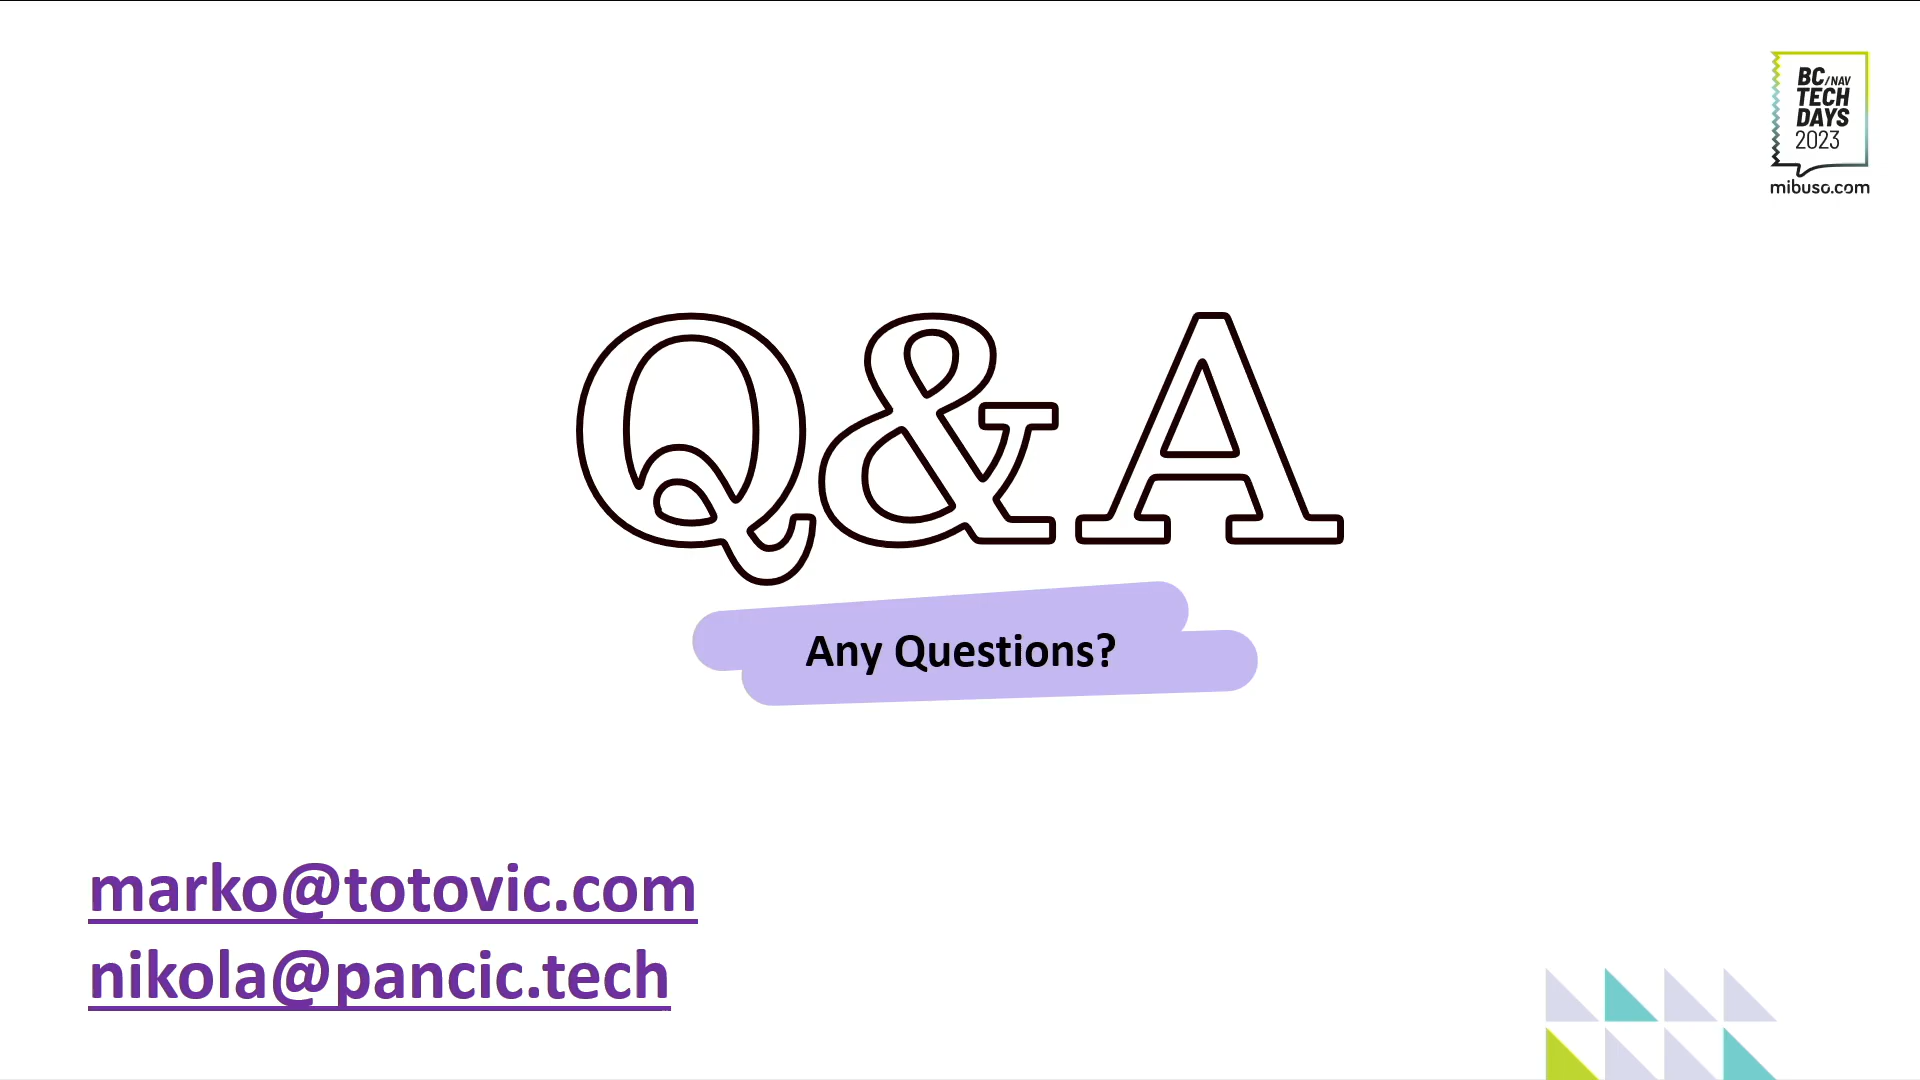 BC/NAV
TECH
DAYS
2023
mibuso.com
Q&A
Any Questions?
marko@totovic.com
nikola@pancic.tech